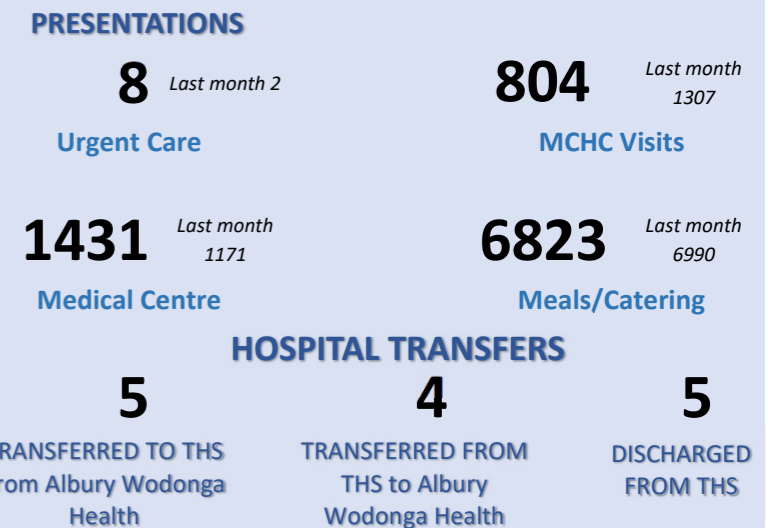 PRESENTATIONS
8 Last month 2
Urgent Care
804 Last month
1307
MCHC Visits
1431 Last month
1171
Medical Centre
6823 Last month
6990
Meals/Catering
HOSPITAL TRANSFERS
5
RANSFERRED TO THS
rom Albury Wodonga
Health
4
TRANSFERRED FROM
THS to Albury
Wodonga Health
5
DISCHARGED
FROM THS